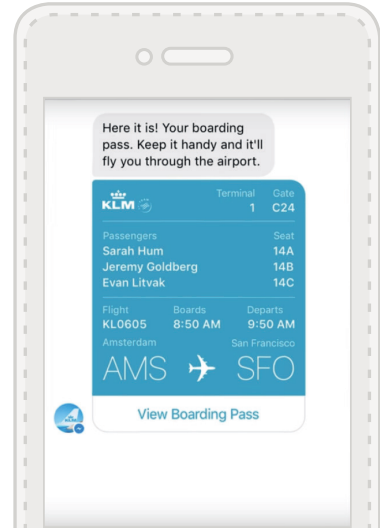 Here it is! Your boarding
pass. Keep it handy and it'll
fly you through the airport.
KLM
Terminal Gate
1 C24
Passengers Seat
Sarah Hum 14A
Jeremy Goldberg 14B
Evan Litvak 14C
Flight Boards Departs
KL0605 8:50 AM 9:50 AM
Amsterdam San Francisco
AMS SFO
View Boarding Pass